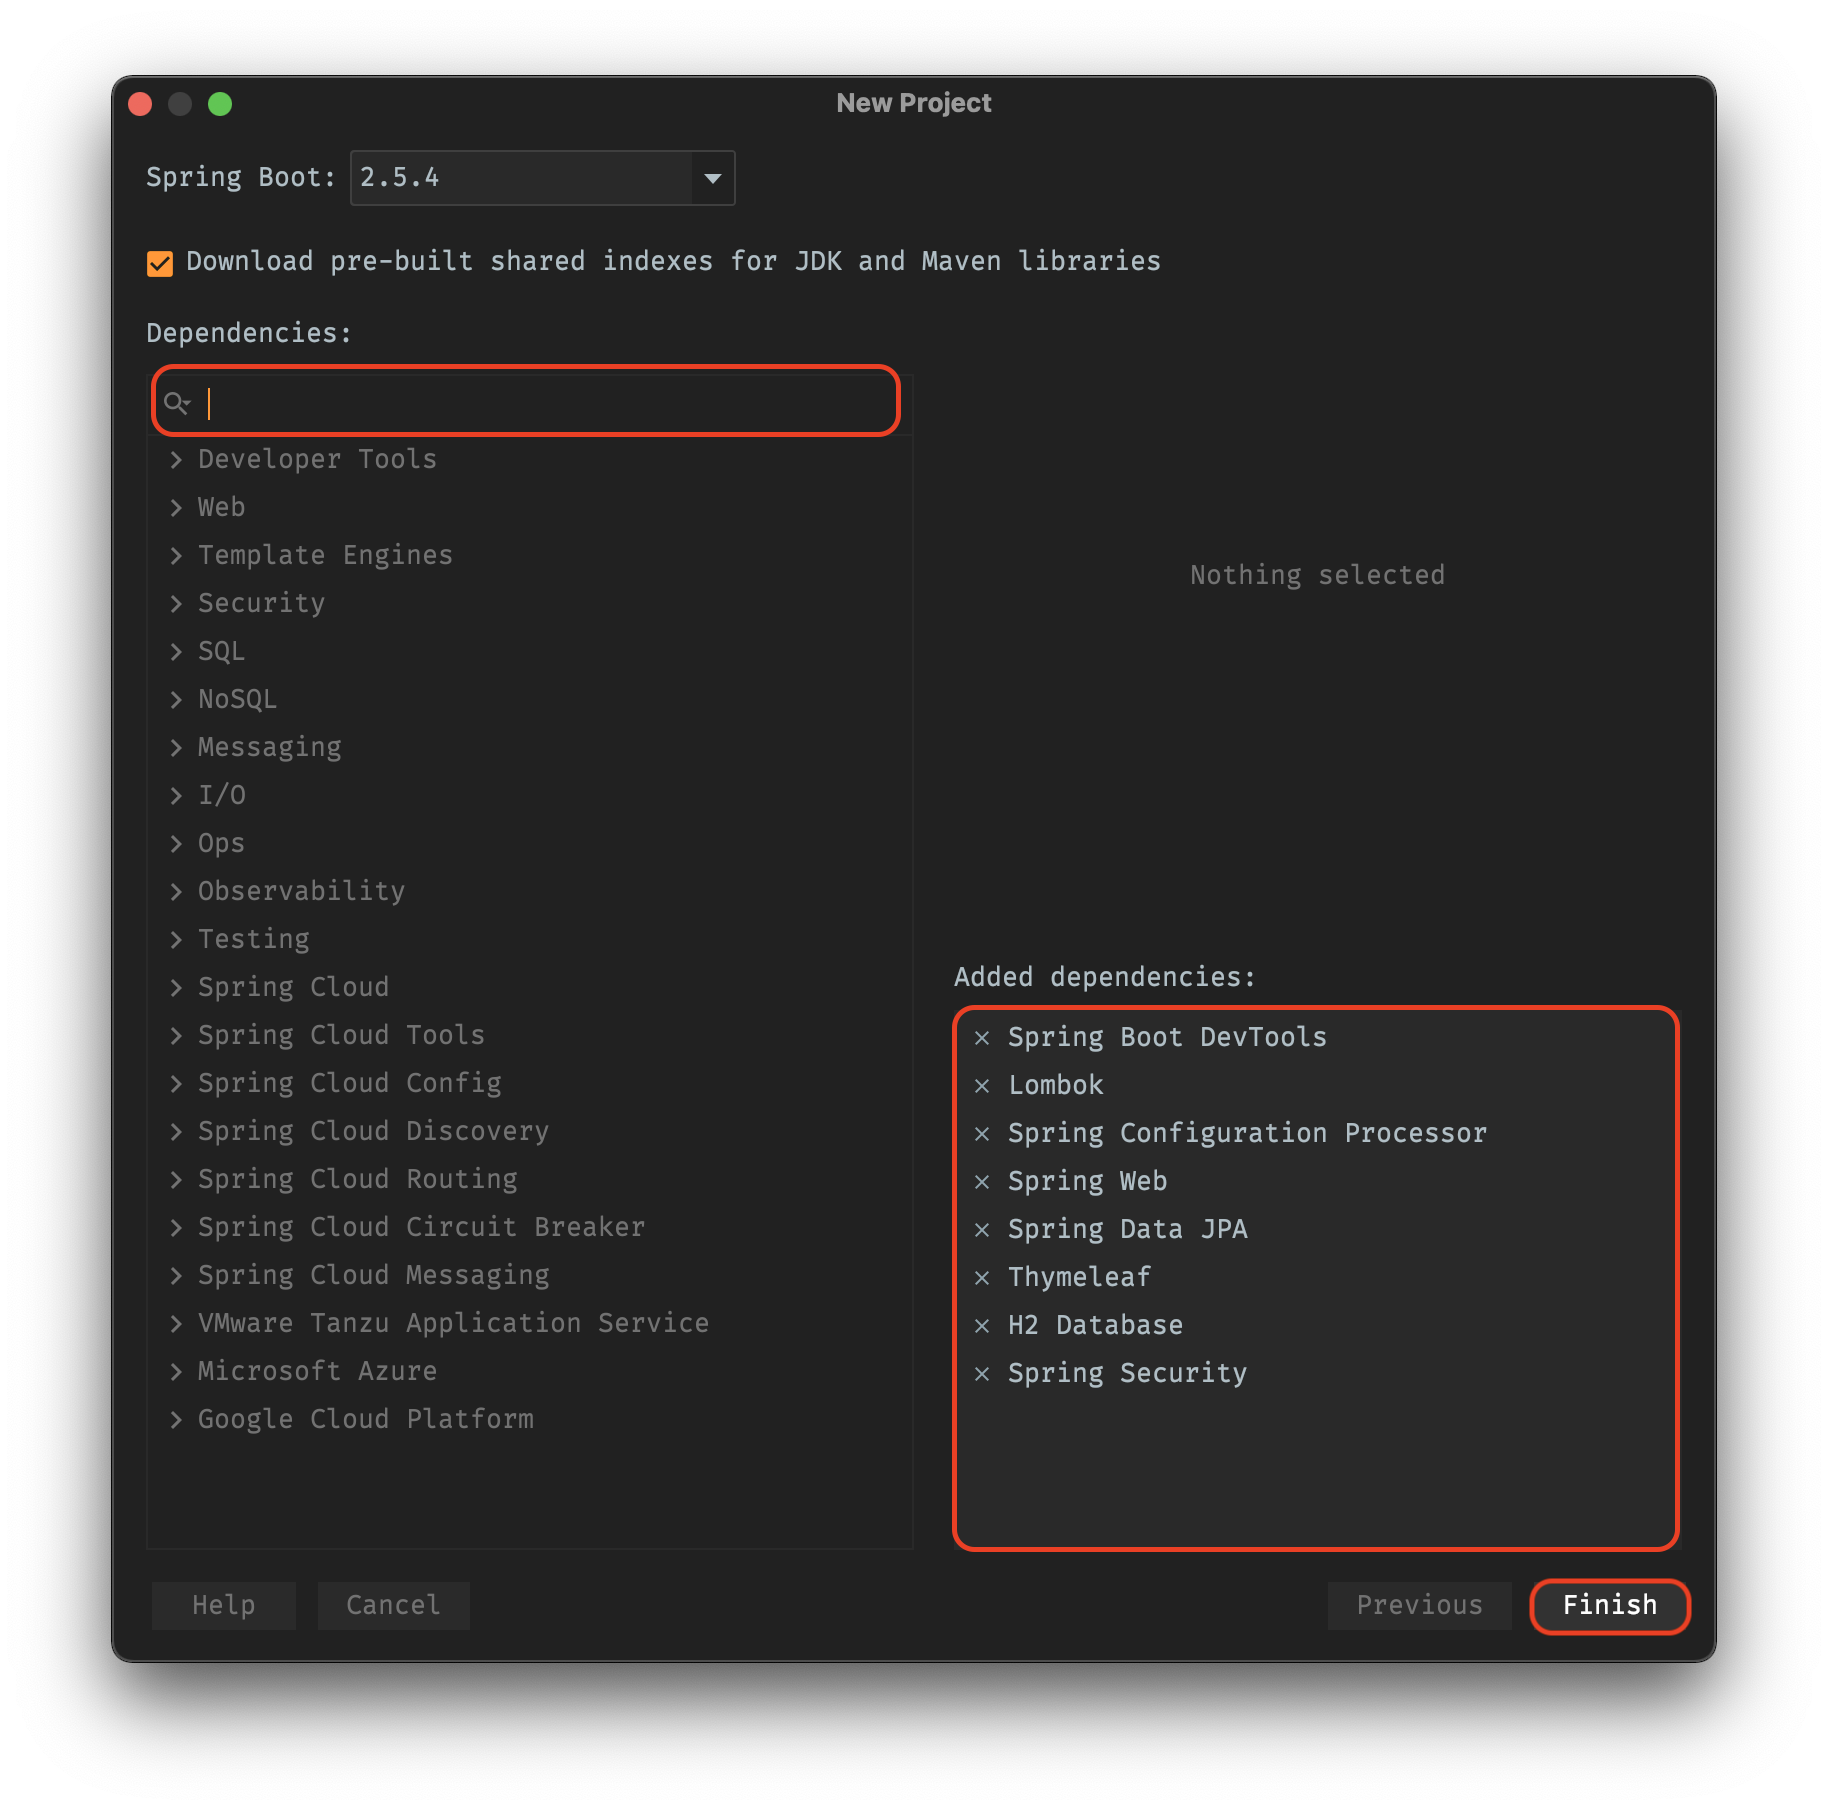 New Project
Spring Boot: 2.5.4
Download pre-built shared indexes for JDK and Maven libraries
Dependencies:
Developer Tools
Web
Template Engines
Security
SQL
NoSQL
Messaging
I/O
Ops
Observability
Testing
Spring Cloud
Spring Cloud Tools
Spring Cloud Config
Spring Cloud Discovery
Spring Cloud Routing
Spring Cloud Circuit Breaker
Spring Cloud Messaging
VMware Tanzu Application Service
Microsoft Azure
Google Cloud Platform
Nothing selected
Added dependencies:
× Spring Boot DevTools
× Lombok
× Spring Configuration Processor
× Spring Web
× Spring Data JPA
× Thymeleaf
× H2 Database
× Spring Security
Help Cancel Previous Finish